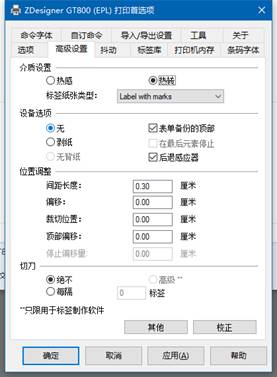 ZDesigner GT800 (EPL) 打印首选项
命令字体 自订命令 导入/导出设置 工具 关于
选项 高级设置 抖动 标签库 打印机内存 条码字体
介质设置
热感 热转
标签纸张类型: Label with marks
设备选项
无 表单备份的顶部
剥纸 在最后元素停止
无背纸 后退感应器
位置调整
间距长度: 0.30 厘米
偏移: 0.00 厘米
裁切位置: 0.00 厘米
顶部偏移: 0.00 厘米
停止偏移量: 厘米
切刀
绝不 高级 **
每隔 0 标签
**只限用于标签制作软件
其他 校正
确定 取消 应用(A) 帮助